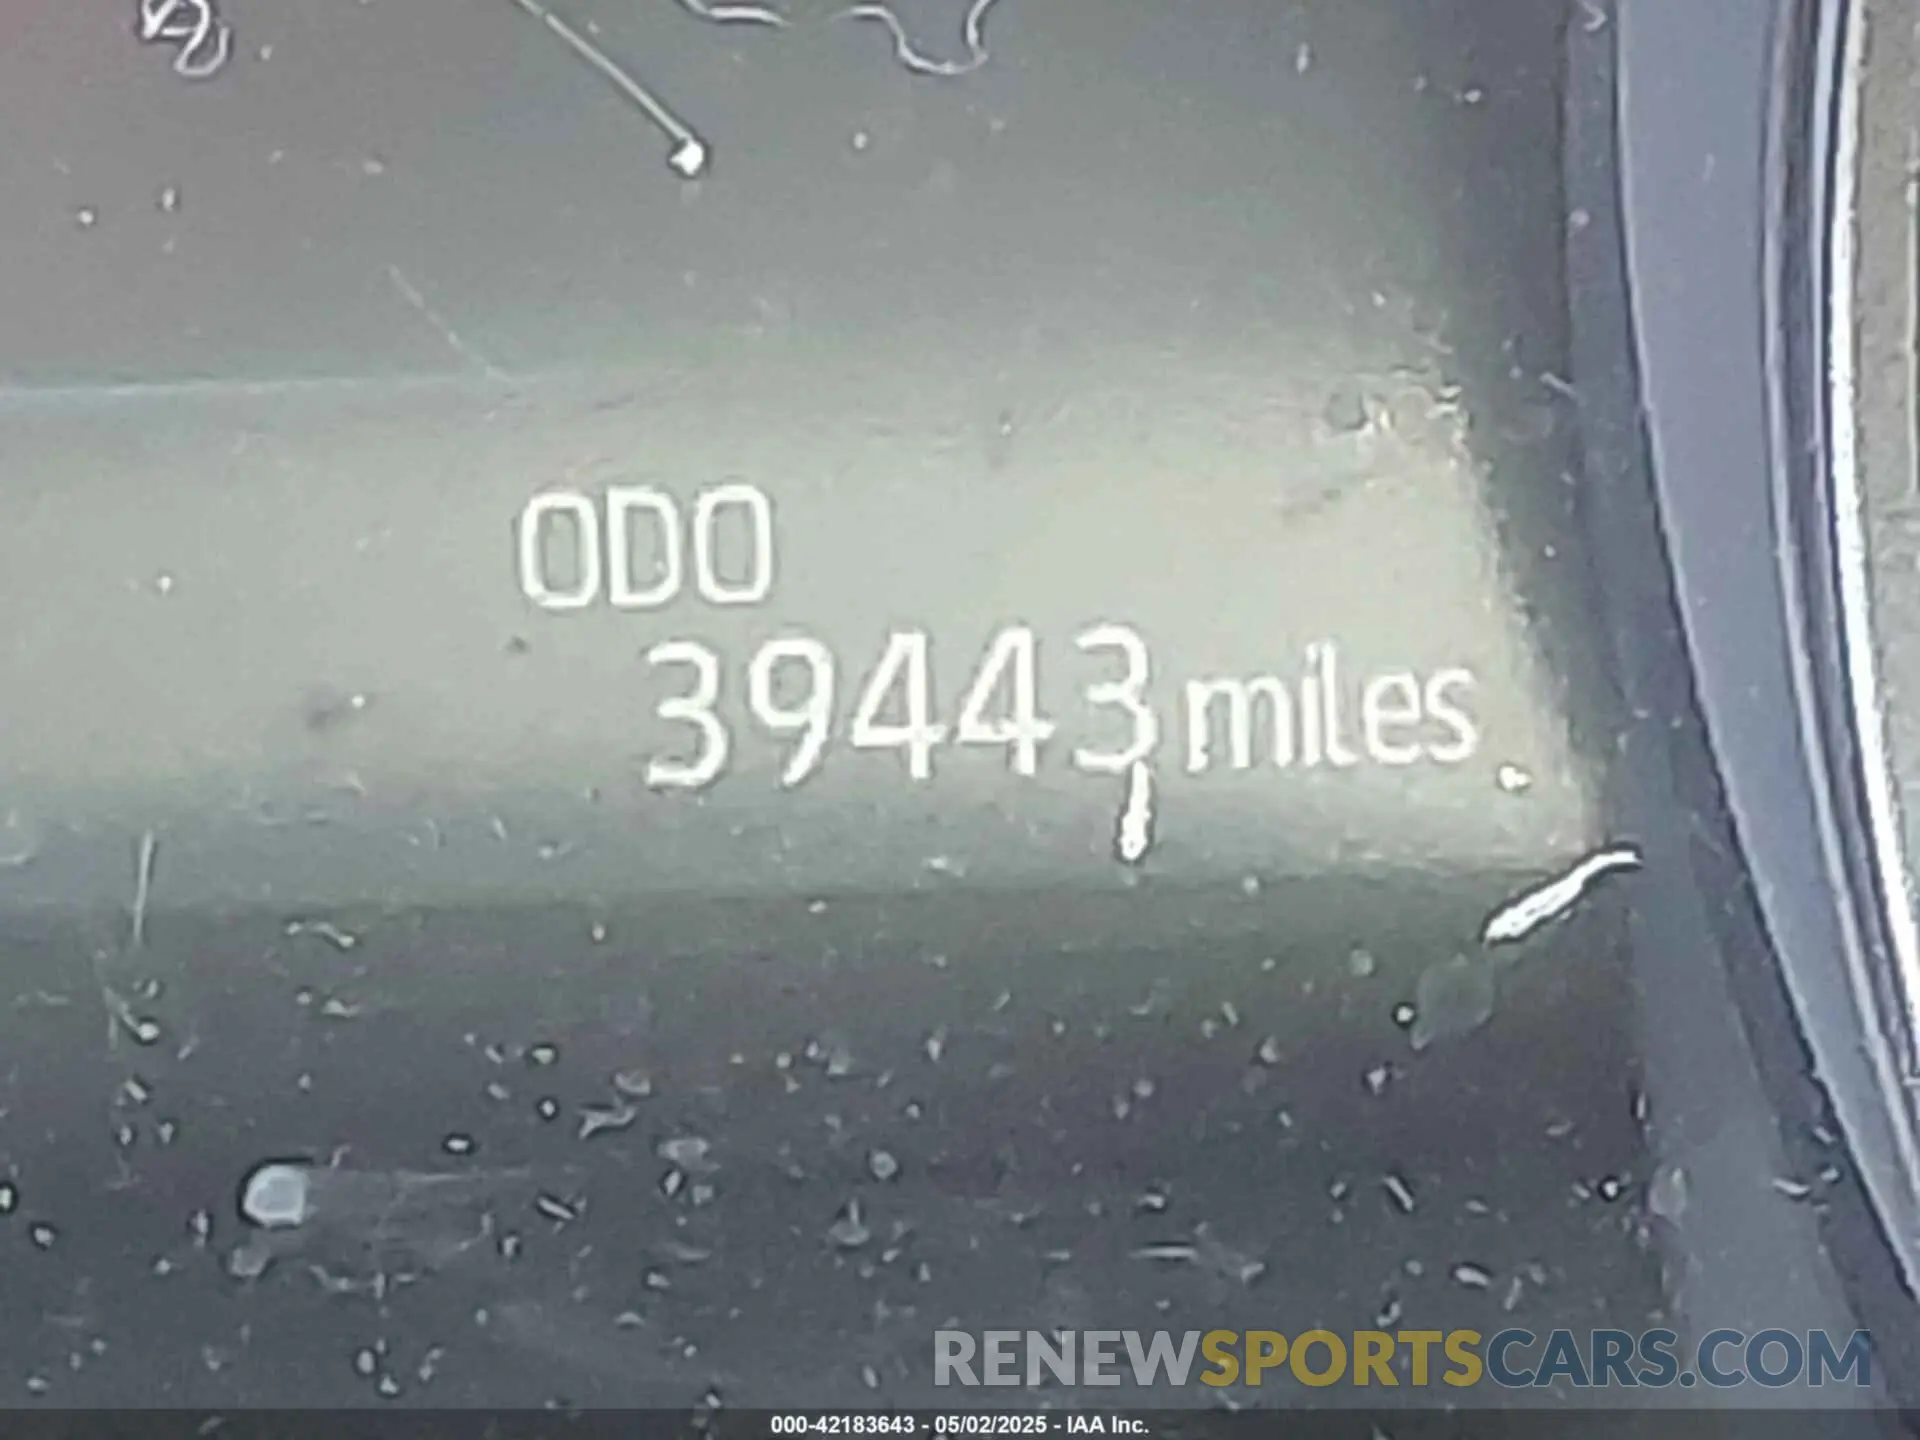 ODO
39443 miles
RENEWSPORTSCARS.COM
000-42183643 - 05/02/2025 - IAA Inc.